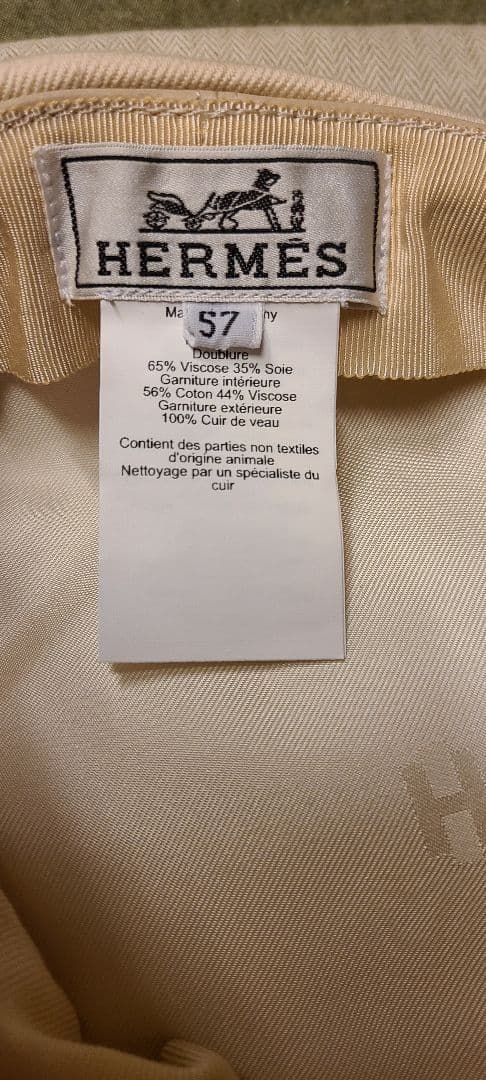 HERMÈS
57
Doublure
65% Viscose 35% Soie
Garniture intérieure
56% Coton 44% Viscose
Garniture extérieure
100% Cuir de veau
Contient des parties non textiles
d'origine animale
Nettoyage par un spécialiste du
cuir
H